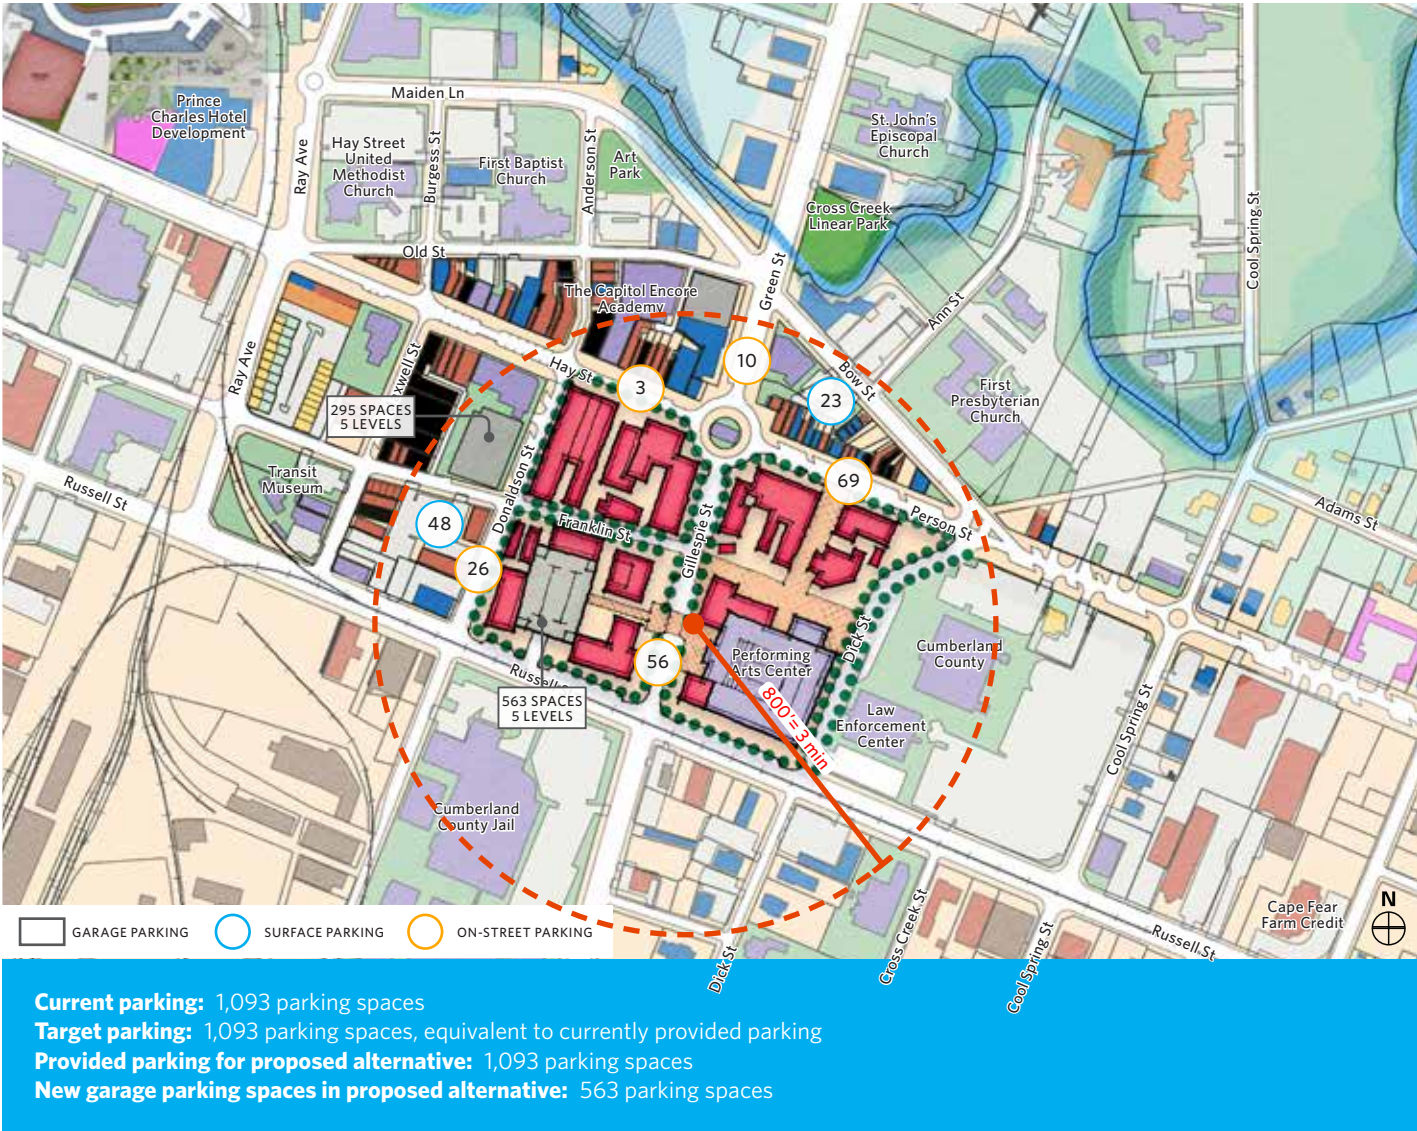 Prince
Charles Hotel
Development
Maiden Ln
Ray Ave
Hay Street
United
Methodist
Church
Burgess St
First Baptist
Church
Anderson St
Art
Park
St. John's
Episcopal
Church
Cross Creek
Linear Park
Cool Spring St
Old St
Green St
The Capitol Encore
Academy
Ann St
Ray Ave
xwell St
Hay St
3
10
Bow St
23
First
Presbyterian
Church
295 SPACES
5 LEVELS
Transit
Museum
Russell St
Donaldson St
48
26
Franklin St
Gillespie St
69
Person St
Adams St
56
Performing
Arts Center
Dick St
Cumberland
County
Russell
563 SPACES
5 LEVELS
800'= 3 min
Law
Enforcement
Center
Cool Spring St
Cumberland
County Jail
Cape Fear
Farm Credit
N
Russell St
Dick St
Cross Creek St
Cool Spring St
GARAGE PARKING
SURFACE PARKING
ON-STREET PARKING
Current parking: 1,093 parking spaces
Target parking: 1,093 parking spaces, equivalent to currently provided parking
Provided parking for proposed alternative: 1,093 parking spaces
New garage parking spaces in proposed alternative: 563 parking spaces